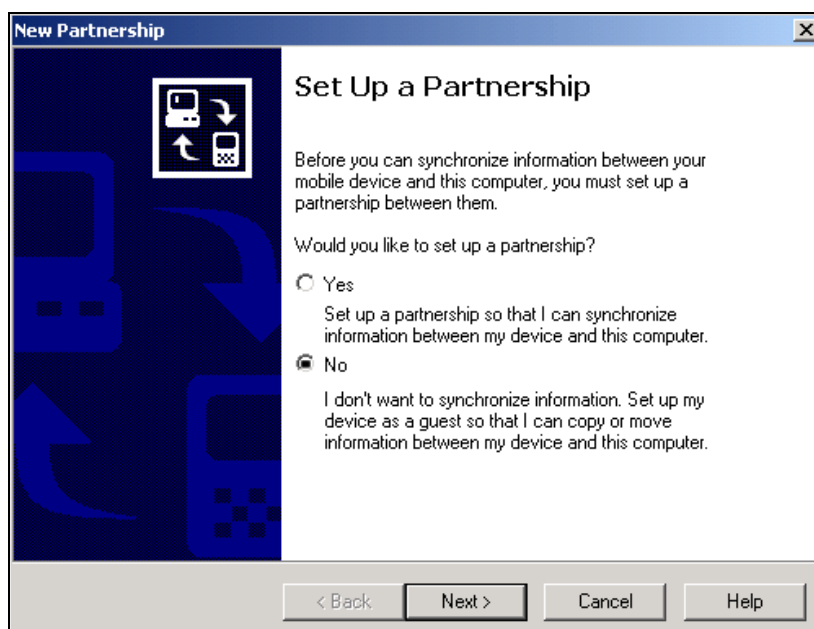 New Partnership
Set Up a Partnership
Before you can synchronize information between your
mobile device and this computer, you must set up a
partnership between them.
Would you like to set up a partnership?
Yes
Set up a partnership so that I can synchronize
information between my device and this computer.
No
I don't want to synchronize information. Set up my
device as a guest so that I can copy or move
information between my device and this computer.
< Back
Next >
Cancel
Help